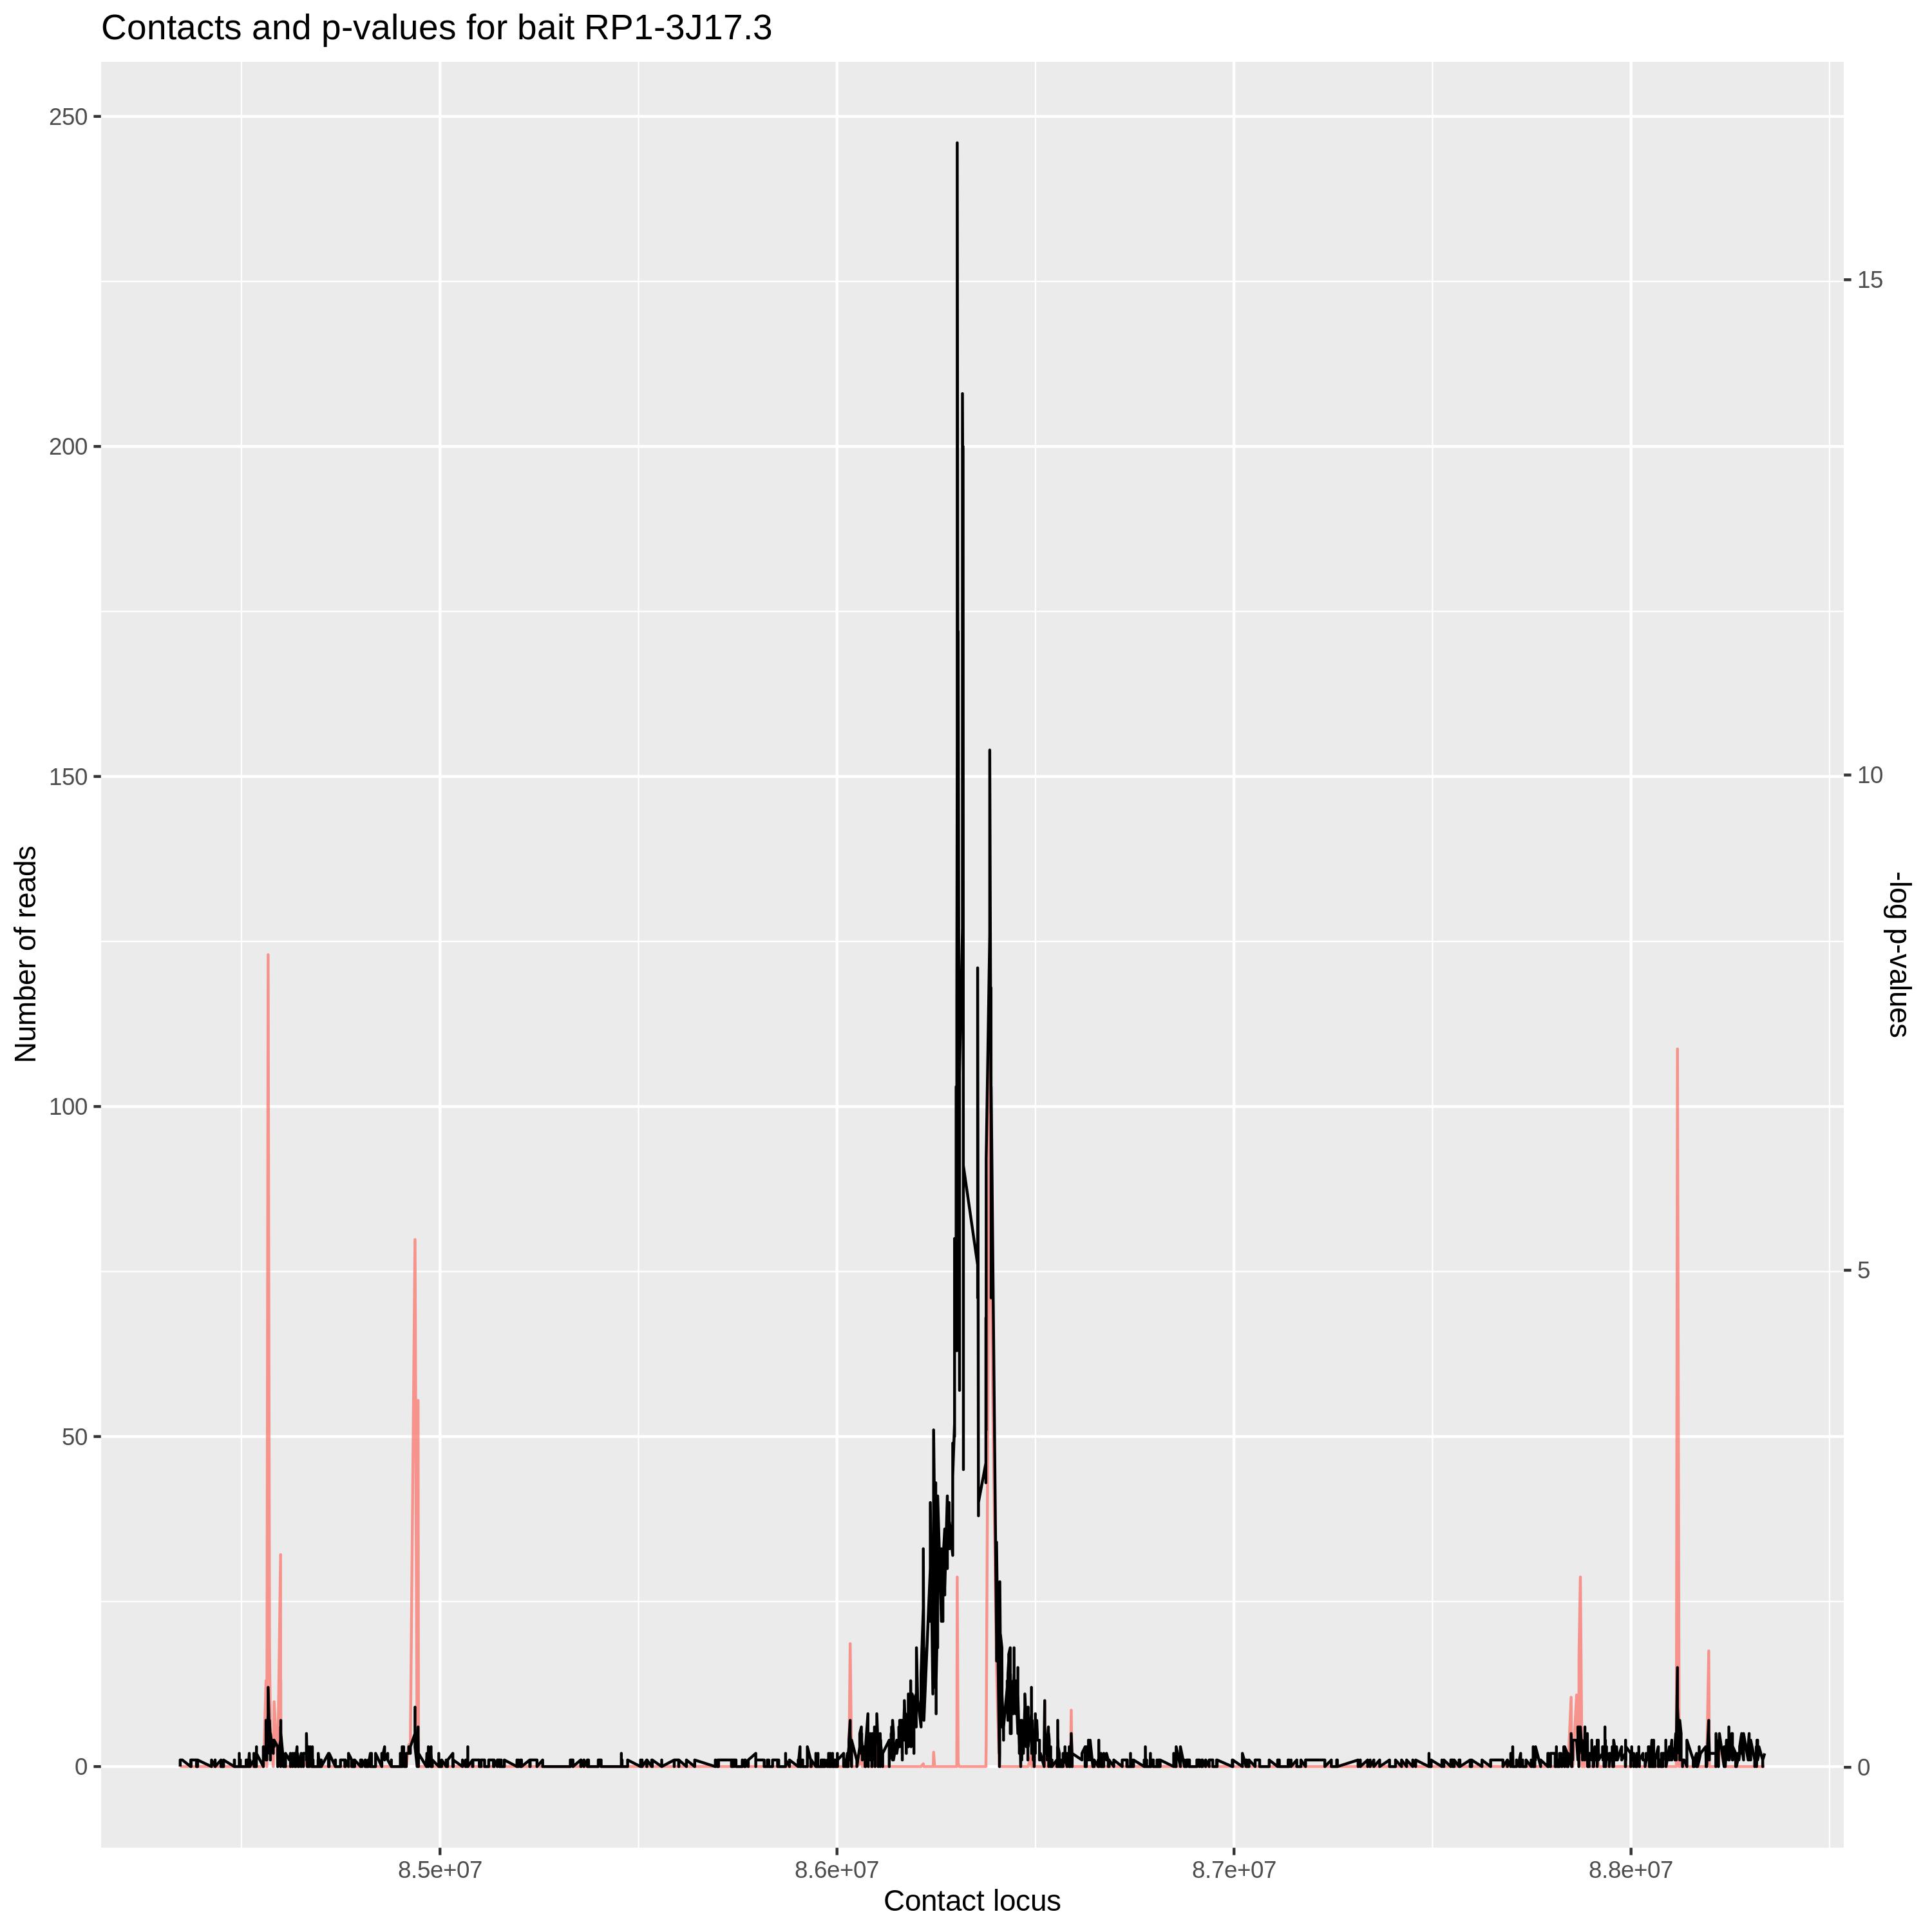 Contacts and p-values for bait RP1-3J17.3
250
200
150
100
50
0
Number of reads
15
10
5
0
-log p-values
8.5e+07 8.6e+07 8.7e+07 8.8e+07
Contact locus